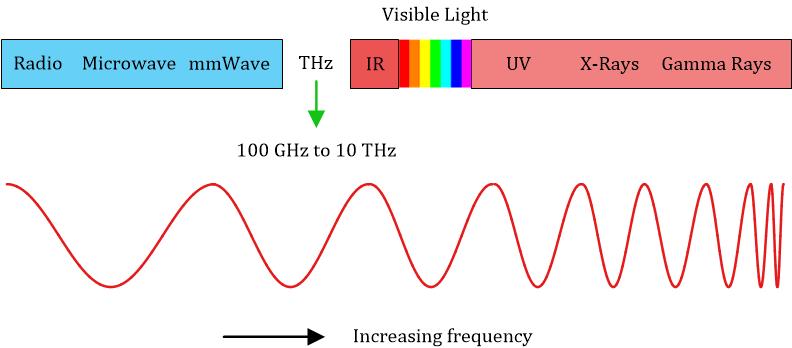 Visible Light
Radio Microwave mmWave THz IR UV X-Rays Gamma Rays
100 GHz to 10 THz
Increasing frequency